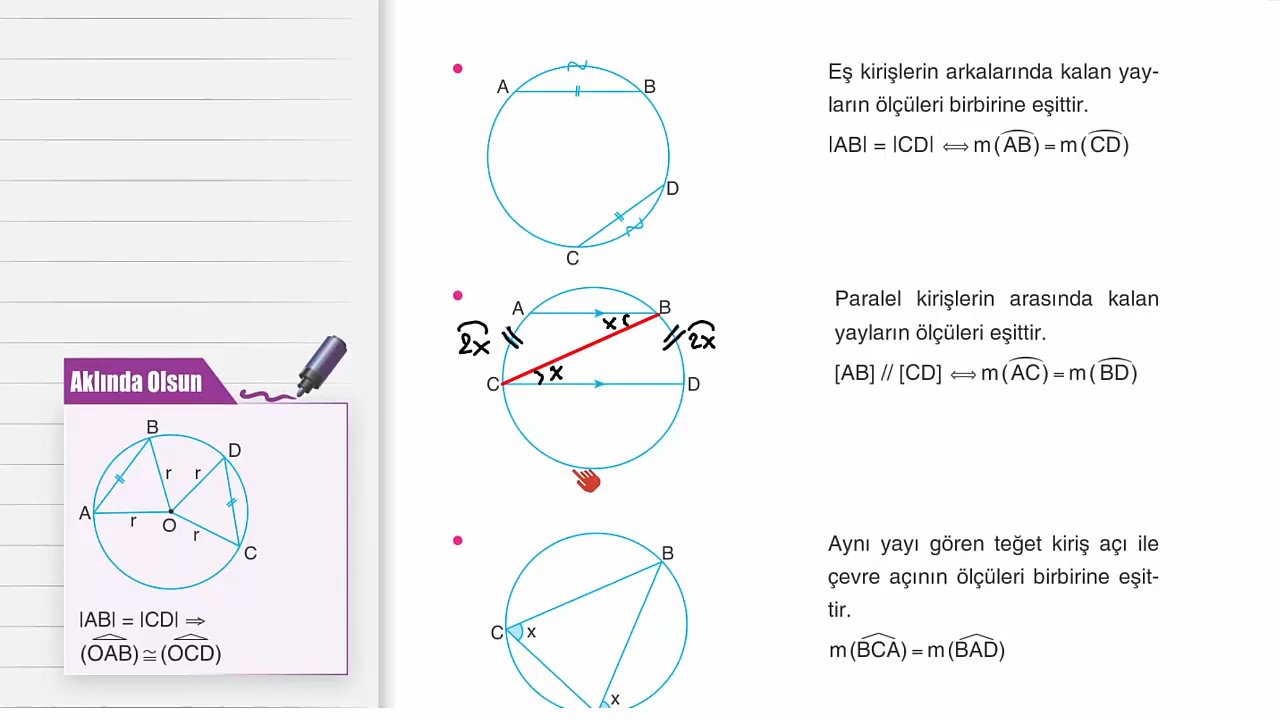 A
B
D
C
Eş kirişlerin arkalarında kalan yay-
ların ölçüleri birbirine eşittir.
|AB| = |CD| ⟺ m(AB) = m(CD)
A
B
x
2x
2x
x
C
D
Paralel kirişlerin arasında kalan
yayların ölçüleri eşittir.
[AB] // [CD] ⟺ m(AC) = m(BD)
Aklında Olsun
B
D
r
r
A
r
O
r
C
|AB| = |CD| ⇒
(OAB) ≅ (OCD)
B
C
x
x
Aynı yayı gören teğet kiriş açı ile
çevre açının ölçüleri birbirine eşit-
tir.
m(BCA) = m(BAD)